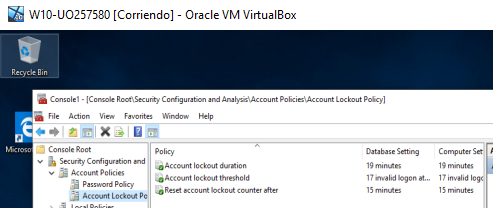 W10-UO257580 [Corriendo] - Oracle VM VirtualBox
Recycle Bin
Console1 - [Console Root\Security Configuration and Analysis\Account Policies\Account Lockout Policy]
File Action View Favorites Window Help
Microsof
Console Root
Security Configuration and
Account Policies
Password Policy
Account Lockout Po
Local Policies
Policy Database Setting Computer Set
Account lockout duration 19 minutes 19 minutes
Account lockout threshold 17 invalid logon at... 17 invalid logo
Reset account lockout counter after 15 minutes 15 minutes